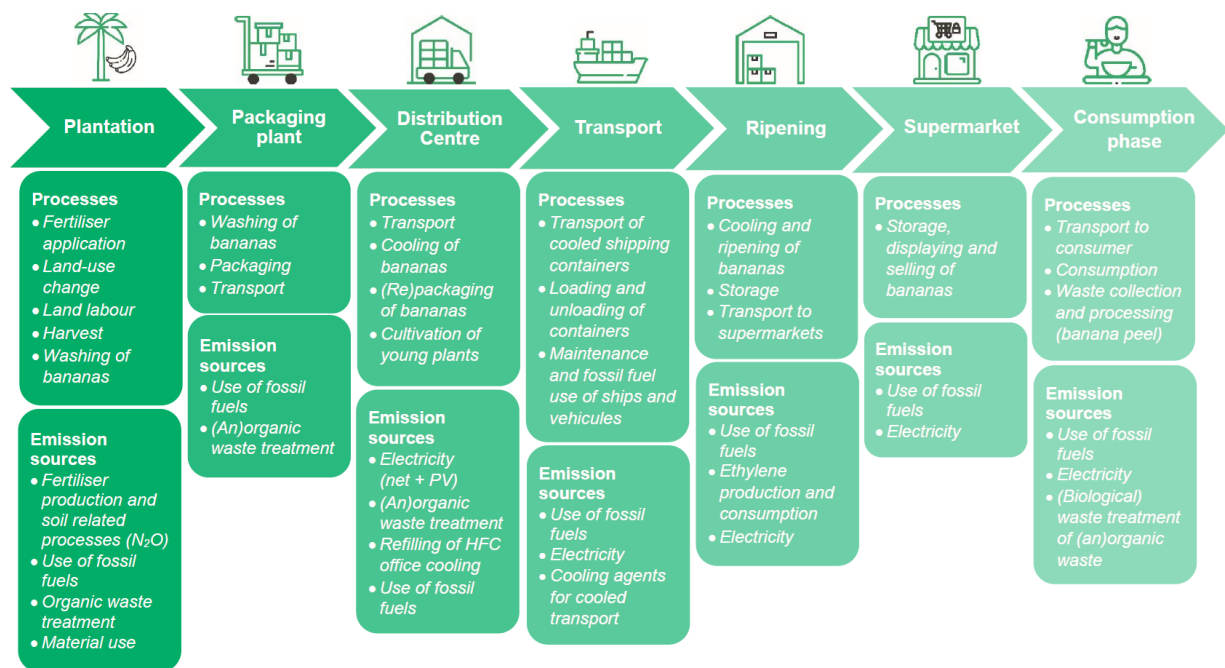 Plantation
Packaging
plant
Distribution
Centre
Transport
Ripening
Supermarket
Consumption
phase
Processes
• Fertiliser
application
• Land-use
change
• Land labour
• Harvest
• Washing of
bananas
Emission
sources
• Fertiliser
production and
soil related
processes (N₂O)
• Use of fossil
fuels
• Organic waste
treatment
• Material use
Processes
• Washing of
bananas
• Packaging
• Transport
Emission
sources
• Use of fossil
fuels
• (An)organic
waste treatment
Processes
• Transport
• Cooling of
bananas
• (Re)packaging
of bananas
• Cultivation of
young plants
Emission
sources
• Electricity
(net + PV)
• (An)organic
waste treatment
• Refilling of HFC
office cooling
• Use of fossil
fuels
Processes
• Transport of
cooled shipping
containers
• Loading and
unloading of
containers
• Maintenance
and fossil fuel
use of ships and
vehicules
Emission
sources
• Use of fossil
fuels
• Electricity
• Cooling agents
for cooled
transport
Processes
• Cooling and
ripening of
bananas
• Storage
• Transport to
supermarkets
Emission
sources
• Use of fossil
fuels
• Ethylene
production and
consumption
• Electricity
Processes
• Storage,
displaying and
selling of
bananas
Emission
sources
• Use of fossil
fuels
• Electricity
Processes
• Transport to
consumer
• Consumption
• Waste collection
and processing
(banana peel)
Emission
sources
• Use of fossil
fuels
• Electricity
• (Biological)
waste treatment
of (an)organic
waste